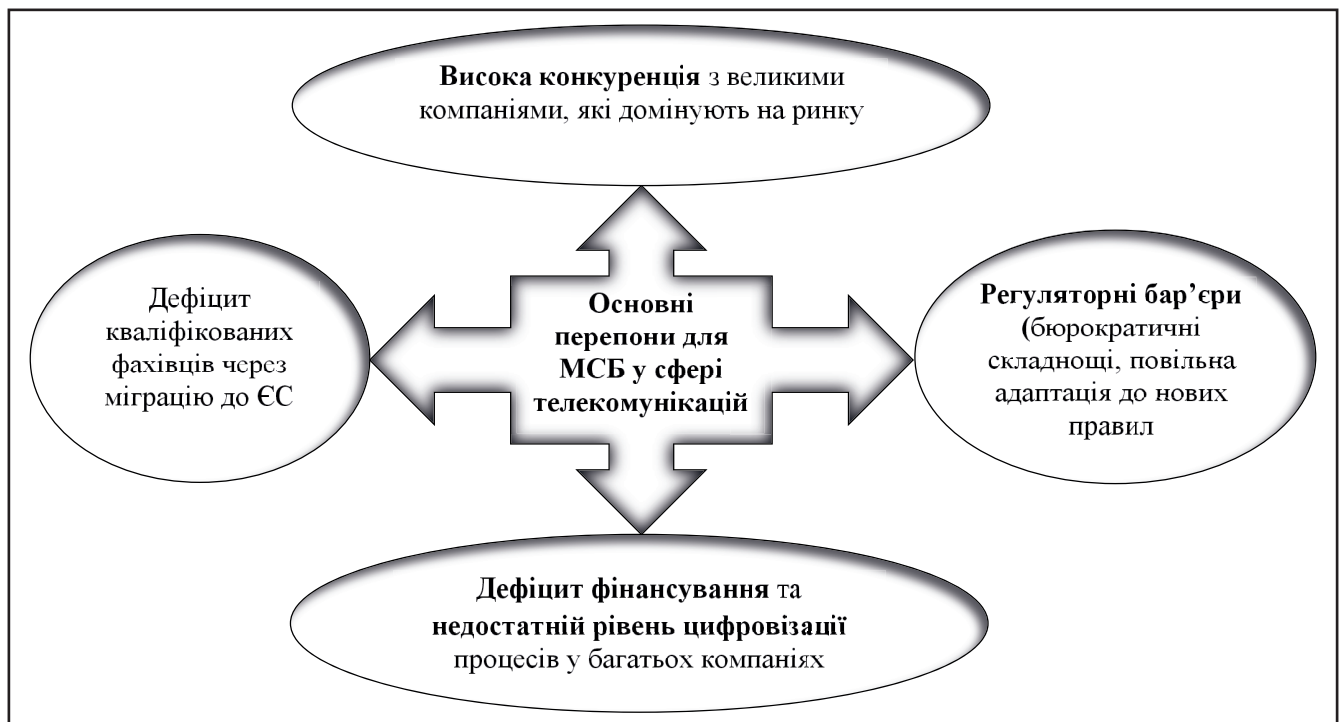 Висока конкуренція з великими
компаніями, які домінують на ринку
Дефіцит
кваліфікованих
фахівців через
міграцію до ЄС
Основні
перепони для
МСБ у сфері
телекомунікацій
Регуляторні бар’єри
(бюрократичні
складнощі, повільна
адаптація до нових
правил
Дефіцит фінансування та
недостатній рівень цифровізації
процесів у багатьох компаніях